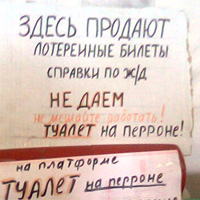 ЗДЕСЬ ПРОДАЮТ
ЛОТЕРЕЙНЫЕ БИЛЕТЫ
СПРАВКИ ПО Ж/Д
НЕ ДАЕМ
не мешайте работать!
ТУАЛЕТ на перроне!
на платформе
ТУАЛЕТ на перроне